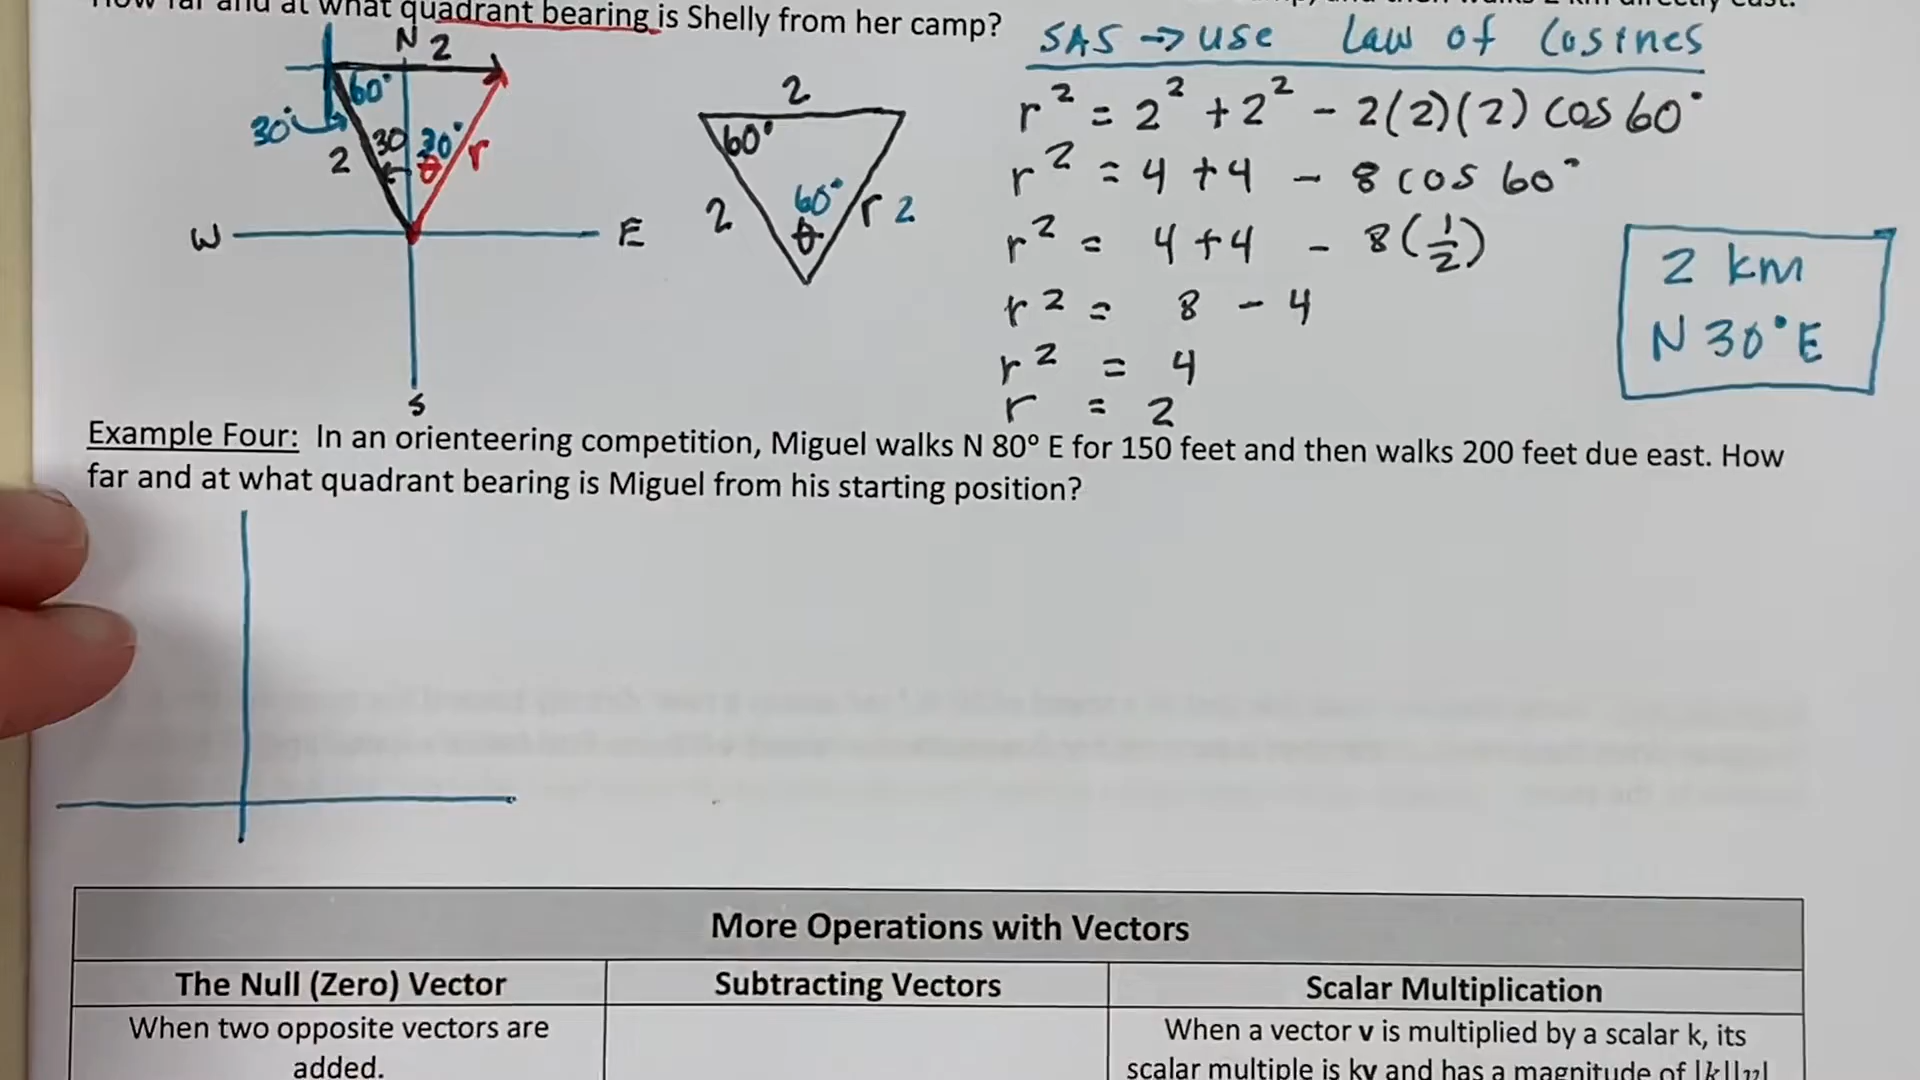 quadrant bearing is Shelly from her camp?
SAS → use Law of Cosines
N 2
60°
30°
2
30 30° r
θ
W E
S
2
60°
2 60° r 2
θ
r² = 2² + 2² - 2(2)(2) cos 60°
r² = 4 + 4 - 8 cos 60°
r² = 4 + 4 - 8(1/2)
r² = 8 - 4
r² = 4
r = 2
2 km
N 30° E
Example Four: In an orienteering competition, Miguel walks N 80° E for 150 feet and then walks 200 feet due east. How
far and at what quadrant bearing is Miguel from his starting position?
More Operations with Vectors
The Null (Zero) Vector Subtracting Vectors Scalar Multiplication
When two opposite vectors are
added.
When a vector v is multiplied by a scalar k, its
scalar multiple is kv and has a magnitude of |k||v|